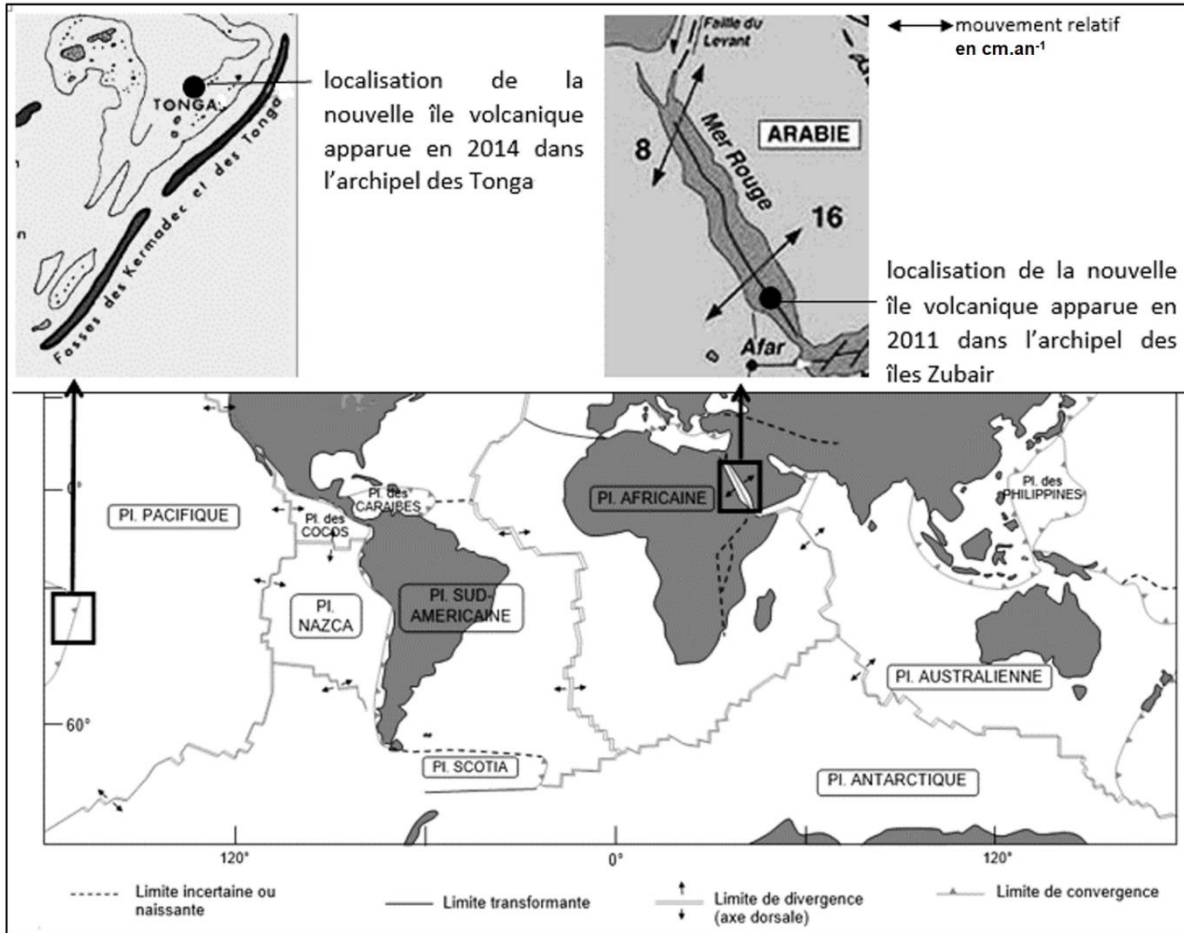 TONGA
Fosses des Kermadec et des Tonga
localisation de la
nouvelle île volcanique
apparue en 2014 dans
l'archipel des Tonga
Faille du
Levant
ARABIE
Mer Rouge
8
16
Afar
mouvement relatif
en cm.an⁻¹
localisation de la nouvelle
île volcanique apparue en
2011 dans l'archipel des
îles Zubair
0°
60°
Pl. PACIFIQUE
Pl. des
COCOS
Pl. des
CARAIBES
Pl. NAZCA
Pl. SUD-
AMERICAINE
Pl. AFRICAINE
Pl. des
PHILIPPINES
Pl. AUSTRALIENNE
Pl. SCOTIA
Pl. ANTARCTIQUE
120°
0°
120°
Limite incertaine ou
naissante
Limite transformante
Limite de divergence
(axe dorsale)
Limite de convergence